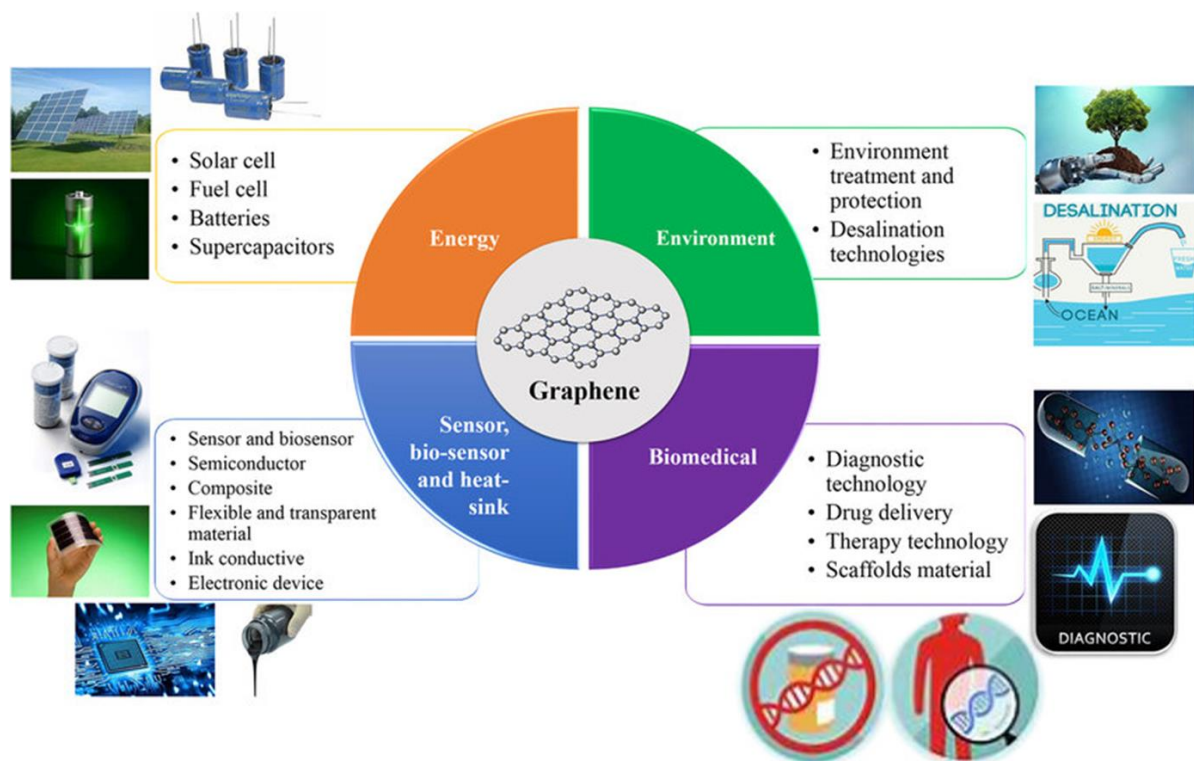 • Solar cell
• Fuel cell
• Batteries
• Supercapacitors
Energy
Environment
• Environment
treatment and
protection
• Desalination
technologies
DESALINATION
FRESH
WATER
OCEAN
Graphene
• Sensor and biosensor
• Semiconductor
• Composite
• Flexible and transparent
material
• Ink conductive
• Electronic device
Sensor,
bio-sensor
and heat-
sink
Biomedical
• Diagnostic
technology
• Drug delivery
• Therapy technology
• Scaffolds material
DIAGNOSTIC